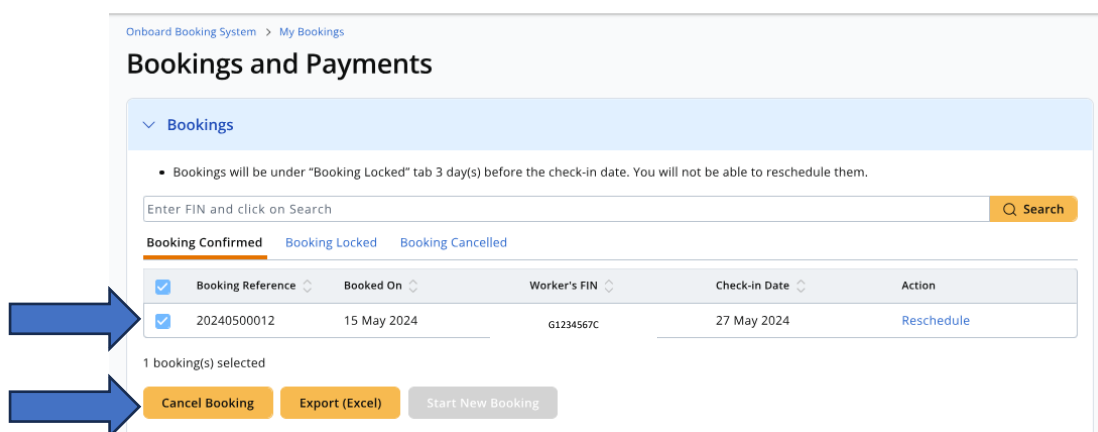 Onboard Booking System > My Bookings
Bookings and Payments
Bookings
• Bookings will be under “Booking Locked” tab 3 day(s) before the check-in date. You will not be able to reschedule them.
Enter FIN and click on Search Search
Booking Confirmed Booking Locked Booking Cancelled
Booking Reference Booked On Worker's FIN Check-in Date Action
20240500012 15 May 2024 G1234567C 27 May 2024 Reschedule
1 booking(s) selected
Cancel Booking Export (Excel) Start New Booking